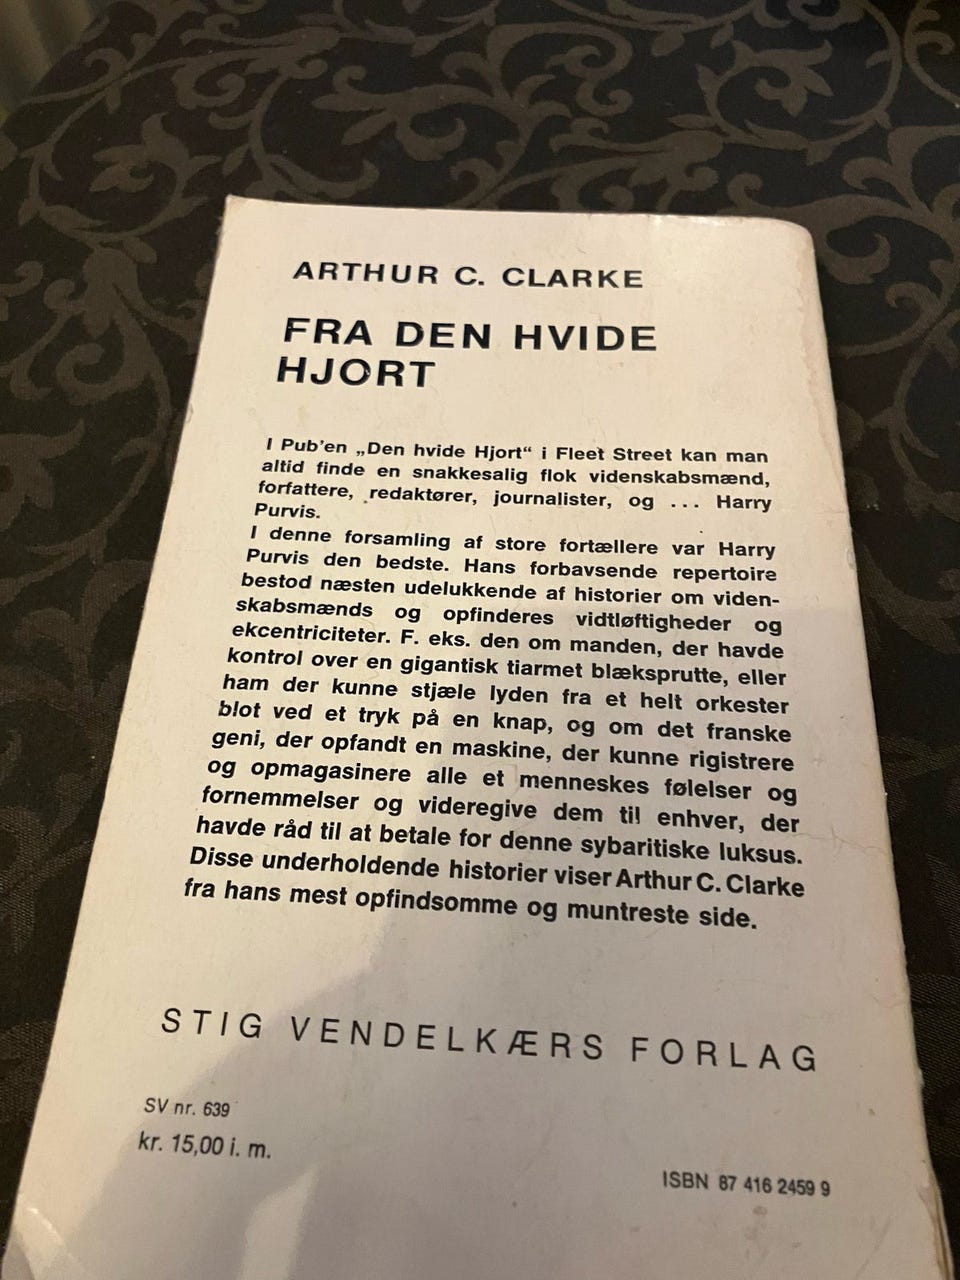 ARTHUR C. CLARKE
FRA DEN HVIDE
HJORT
I Pub'en „Den hvide Hjort“ i Fleet Street kan man
altid finde en snakkesalig flok videnskabsmænd,
forfattere, redaktører, journalister, og ... Harry
Purvis.
I denne forsamling af store fortællere var Harry
Purvis den bedste. Hans forbavsende repertoire
bestod næsten udelukkende af historier om viden-
skabsmænds og opfinderes vidtløftigheder og
ekcentriciteter. F. eks. den om manden, der havde
kontrol over en gigantisk tiarmet blæksprutte, eller
ham der kunne stjæle lyden fra et helt orkester
blot ved et tryk på en knap, og om det franske
geni, der opfandt en maskine, der kunne rigistrere
og opmagasinere alle et menneskes følelser og
fornemmelser og videregive dem til enhver, der
havde råd til at betale for denne sybaritiske luksus.
Disse underholdende historier viser Arthur C. Clarke
fra hans mest opfindsomme og muntreste side.
STIG VENDELKÆRS FORLAG
SV nr. 639
kr. 15,00 i. m.
ISBN 87 416 2459 9